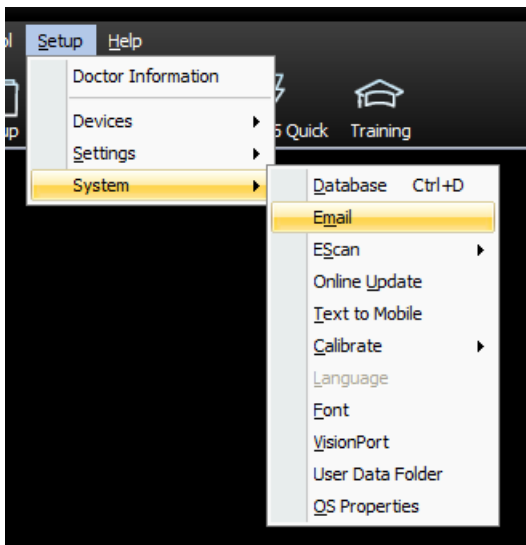 Setup Help
Doctor Information
Devices
Settings
System
Quick Training
Database Ctrl+D
Email
EScan
Online Update
Text to Mobile
Calibrate
Language
Font
VisionPort
User Data Folder
OS Properties